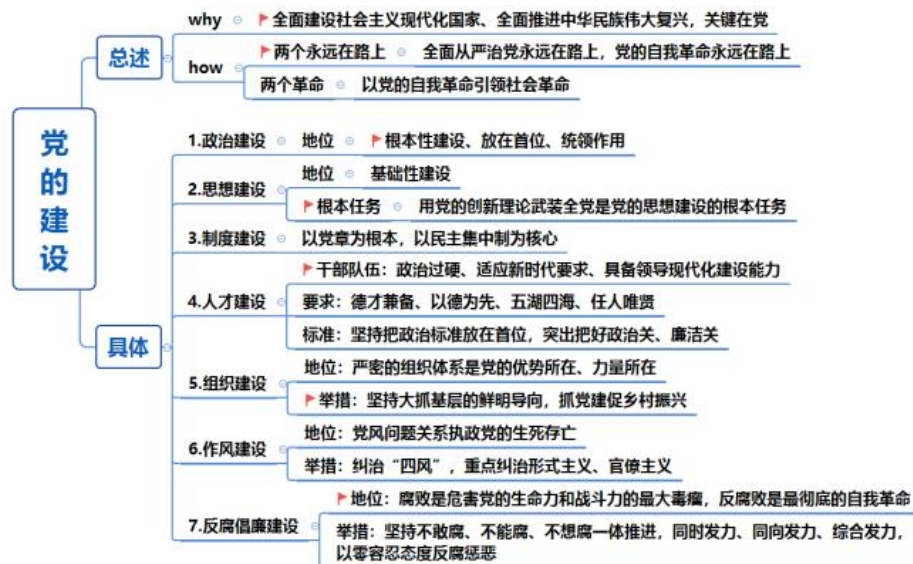 党的建设
总述
why
全面建设社会主义现代化国家、全面推进中华民族伟大复兴，关键在党
how
两个永远在路上
全面从严治党永远在路上，党的自我革命永远在路上
两个革命
以党的自我革命引领社会革命
具体
1.政治建设
地位
根本性建设、放在首位、统领作用
2.思想建设
地位
基础性建设
根本任务
用党的创新理论武装全党是党的思想建设的根本任务
3.制度建设
以党章为根本，以民主集中制为核心
4.人才建设
干部队伍：政治过硬、适应新时代要求、具备领导现代化建设能力
要求：德才兼备、以德为先、五湖四海、任人唯贤
标准：坚持把政治标准放在首位，突出把好政治关、廉洁关
5.组织建设
地位：严密的组织体系是党的优势所在、力量所在
举措：坚持大抓基层的鲜明导向，抓党建促乡村振兴
6.作风建设
地位：党风问题关系执政党的生死存亡
举措：纠治“四风”，重点纠治形式主义、官僚主义
7.反腐倡廉建设
地位：腐败是危害党的生命力和战斗力的最大毒瘤，反腐败是最彻底的自我革命
举措：坚持不敢腐、不能腐、不想腐一体推进，同时发力、同向发力、综合发力，
以零容忍态度反腐惩恶